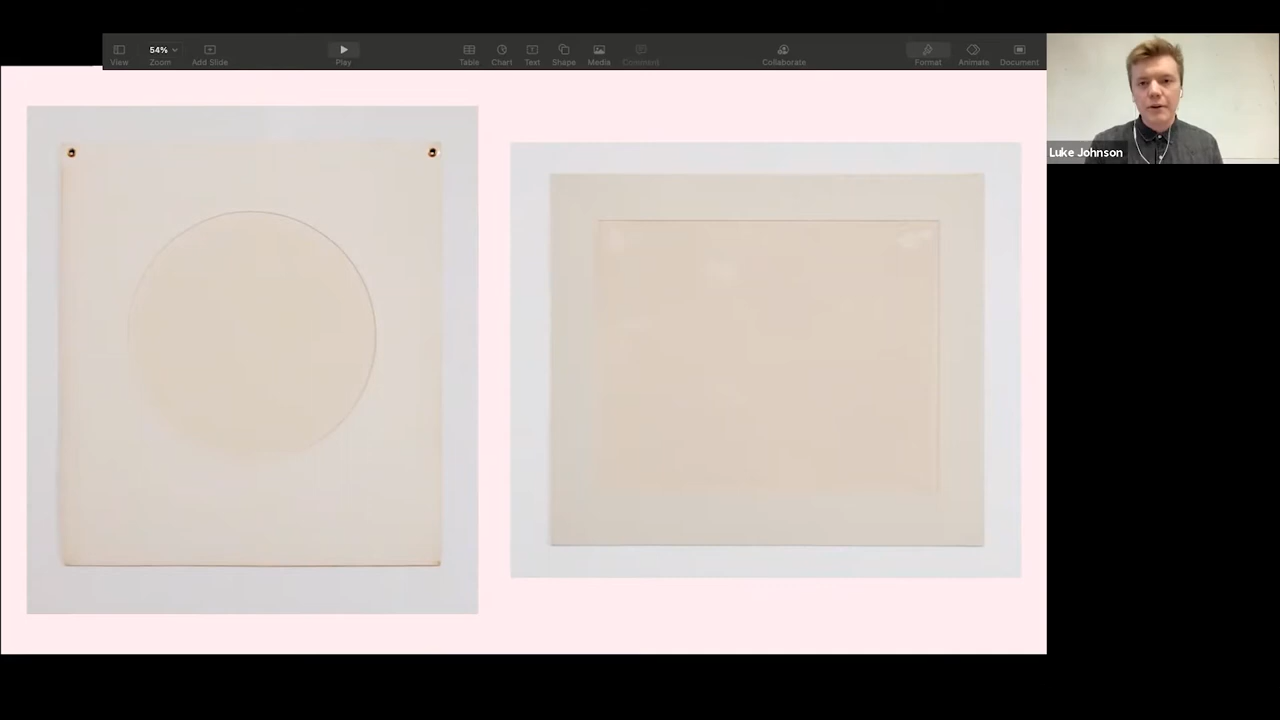 54%
View Zoom Add Slide Play Table Chart Text Shape Media Comment Collaborate Format Animate Document
Luke Johnson